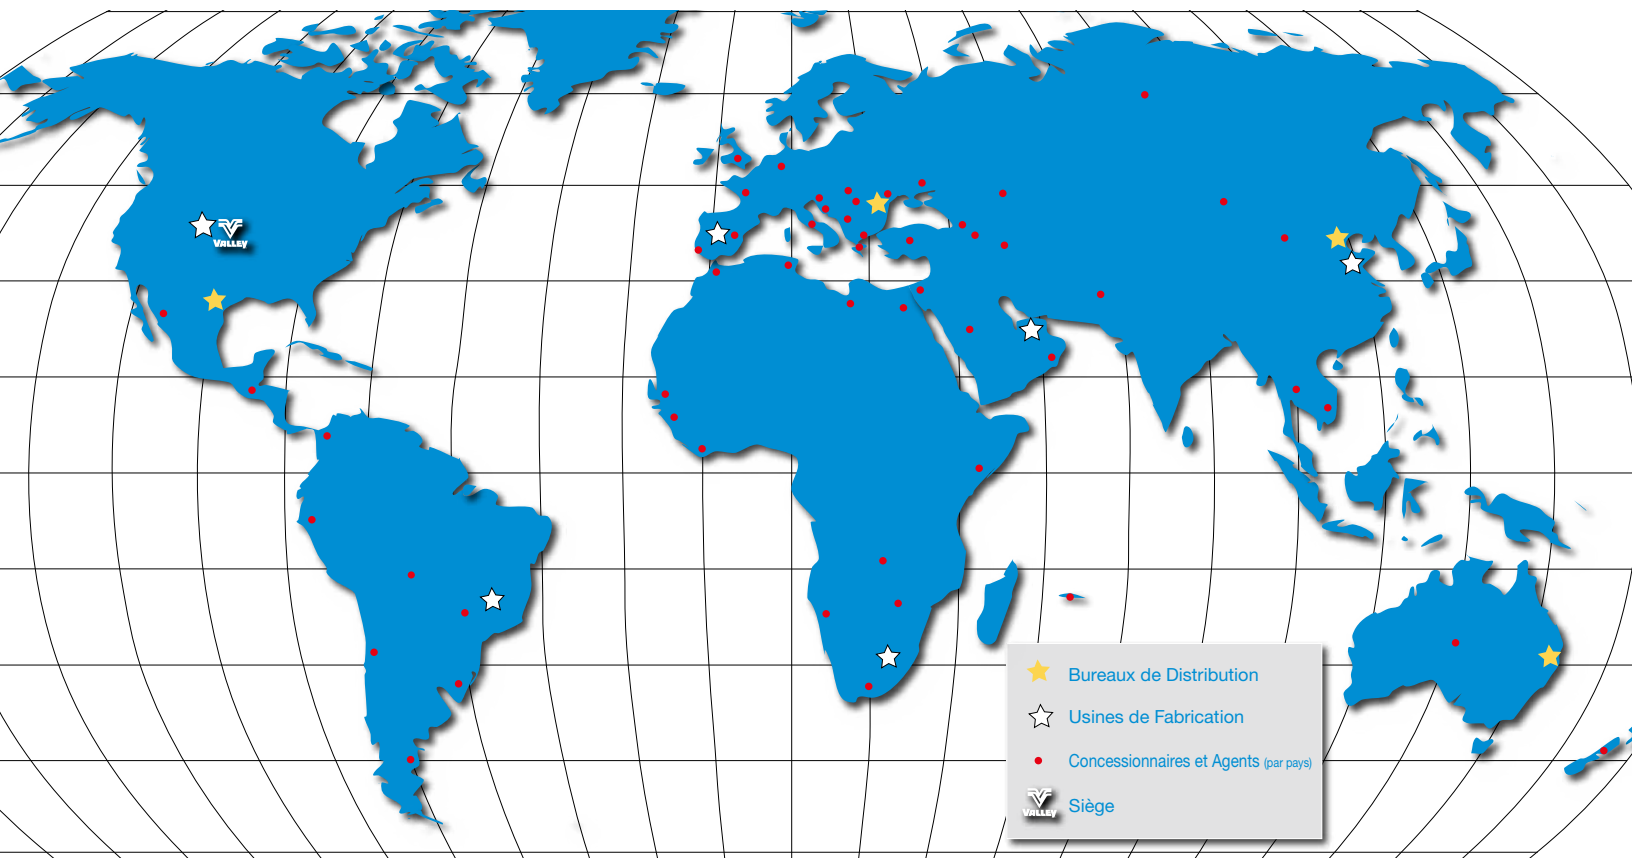 VALLEY
Bureaux de Distribution
Usines de Fabrication
Concessionnaires et Agents (par pays)
VALLEY
Siège